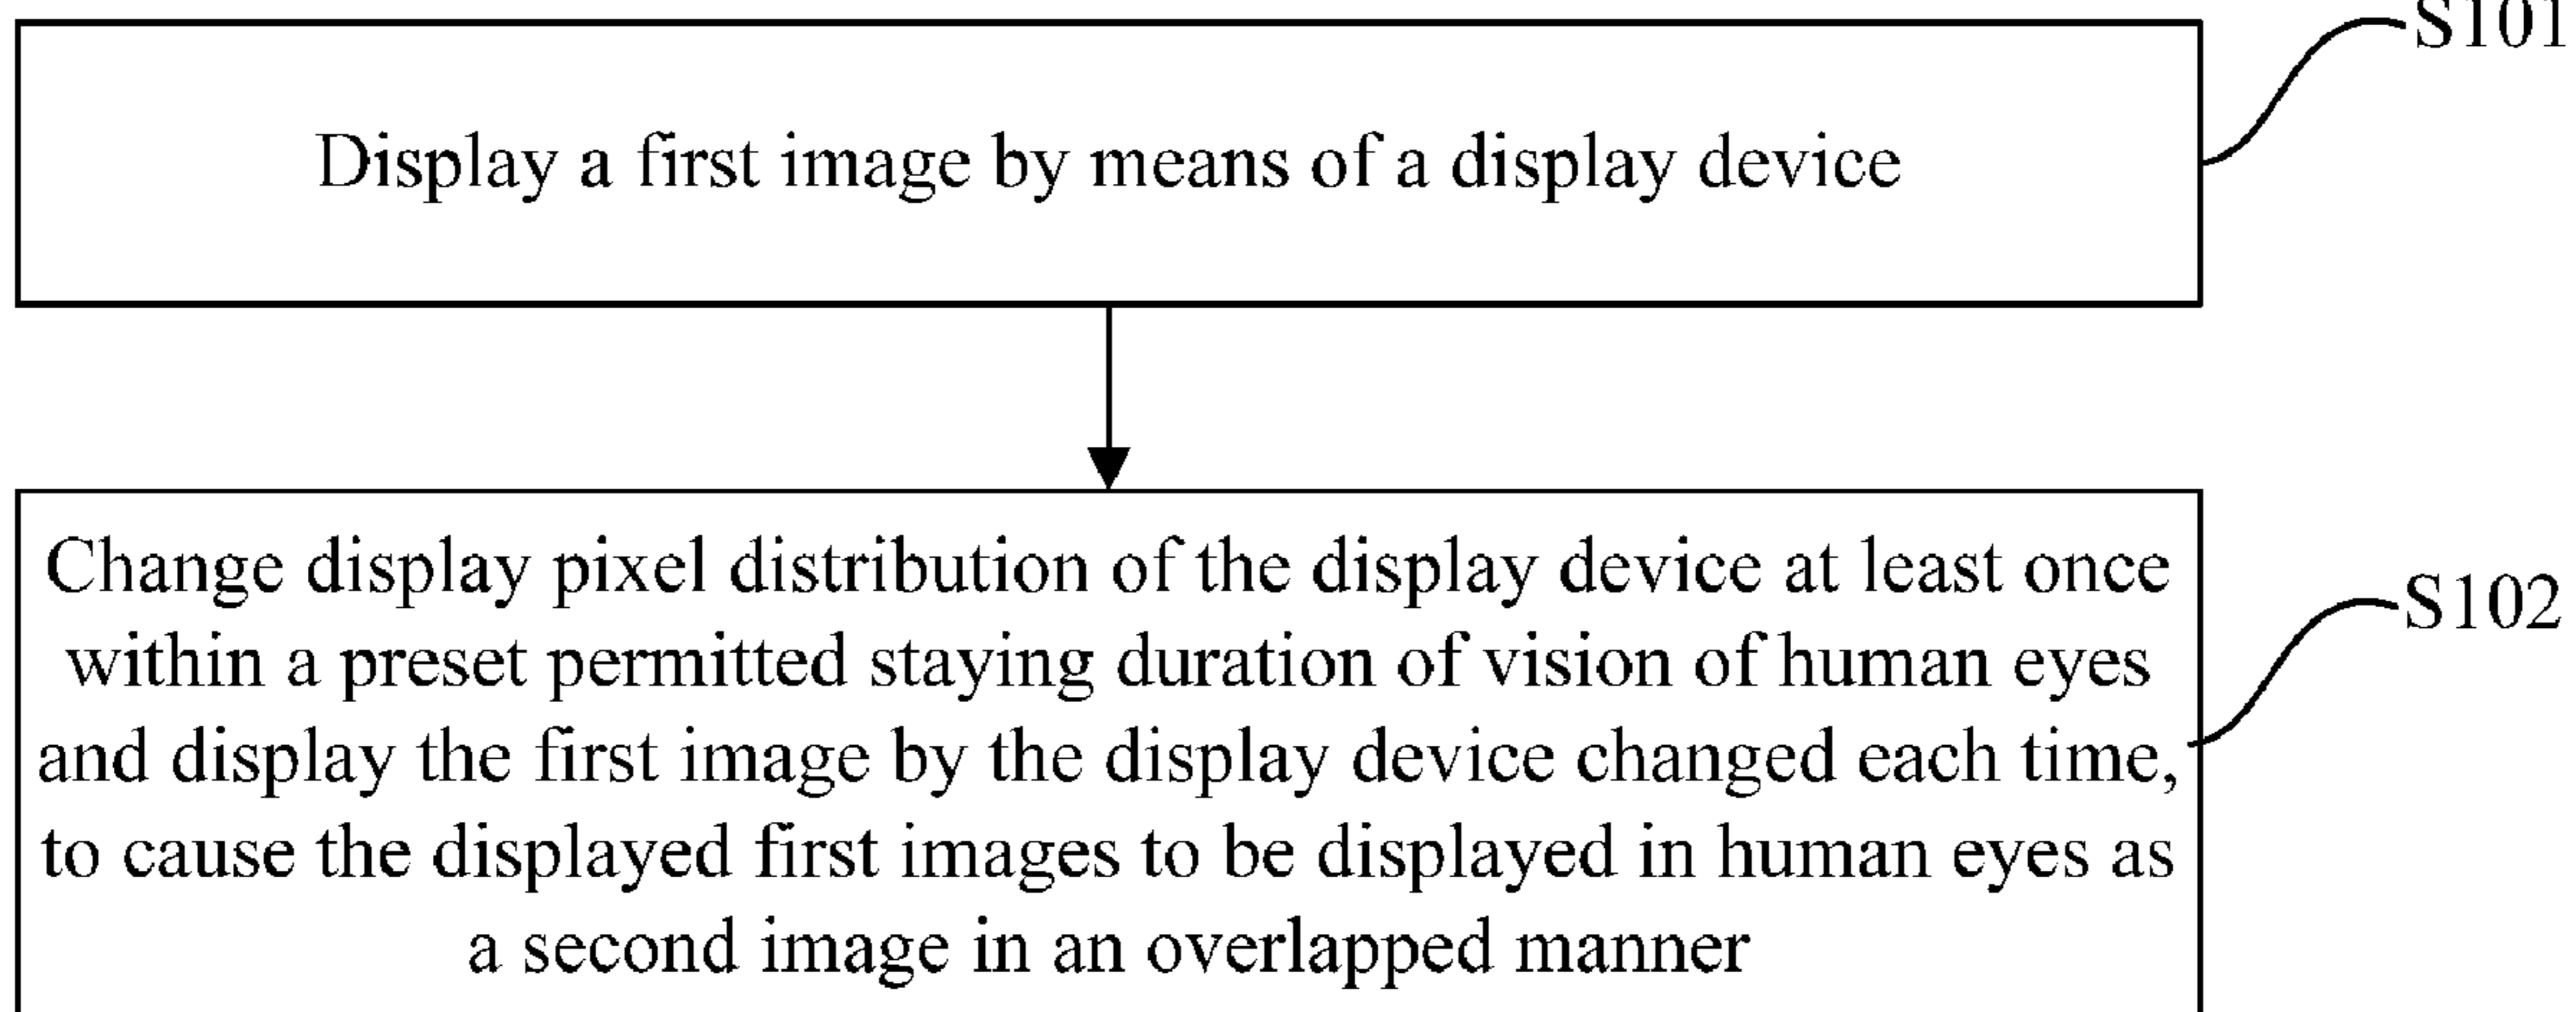 S101
Display a first image by means of a display device
Change display pixel distribution of the display device at least once
within a preset permitted staying duration of vision of human eyes
and display the first image by the display device changed each time,
to cause the displayed first images to be displayed in human eyes as
a second image in an overlapped manner
S102